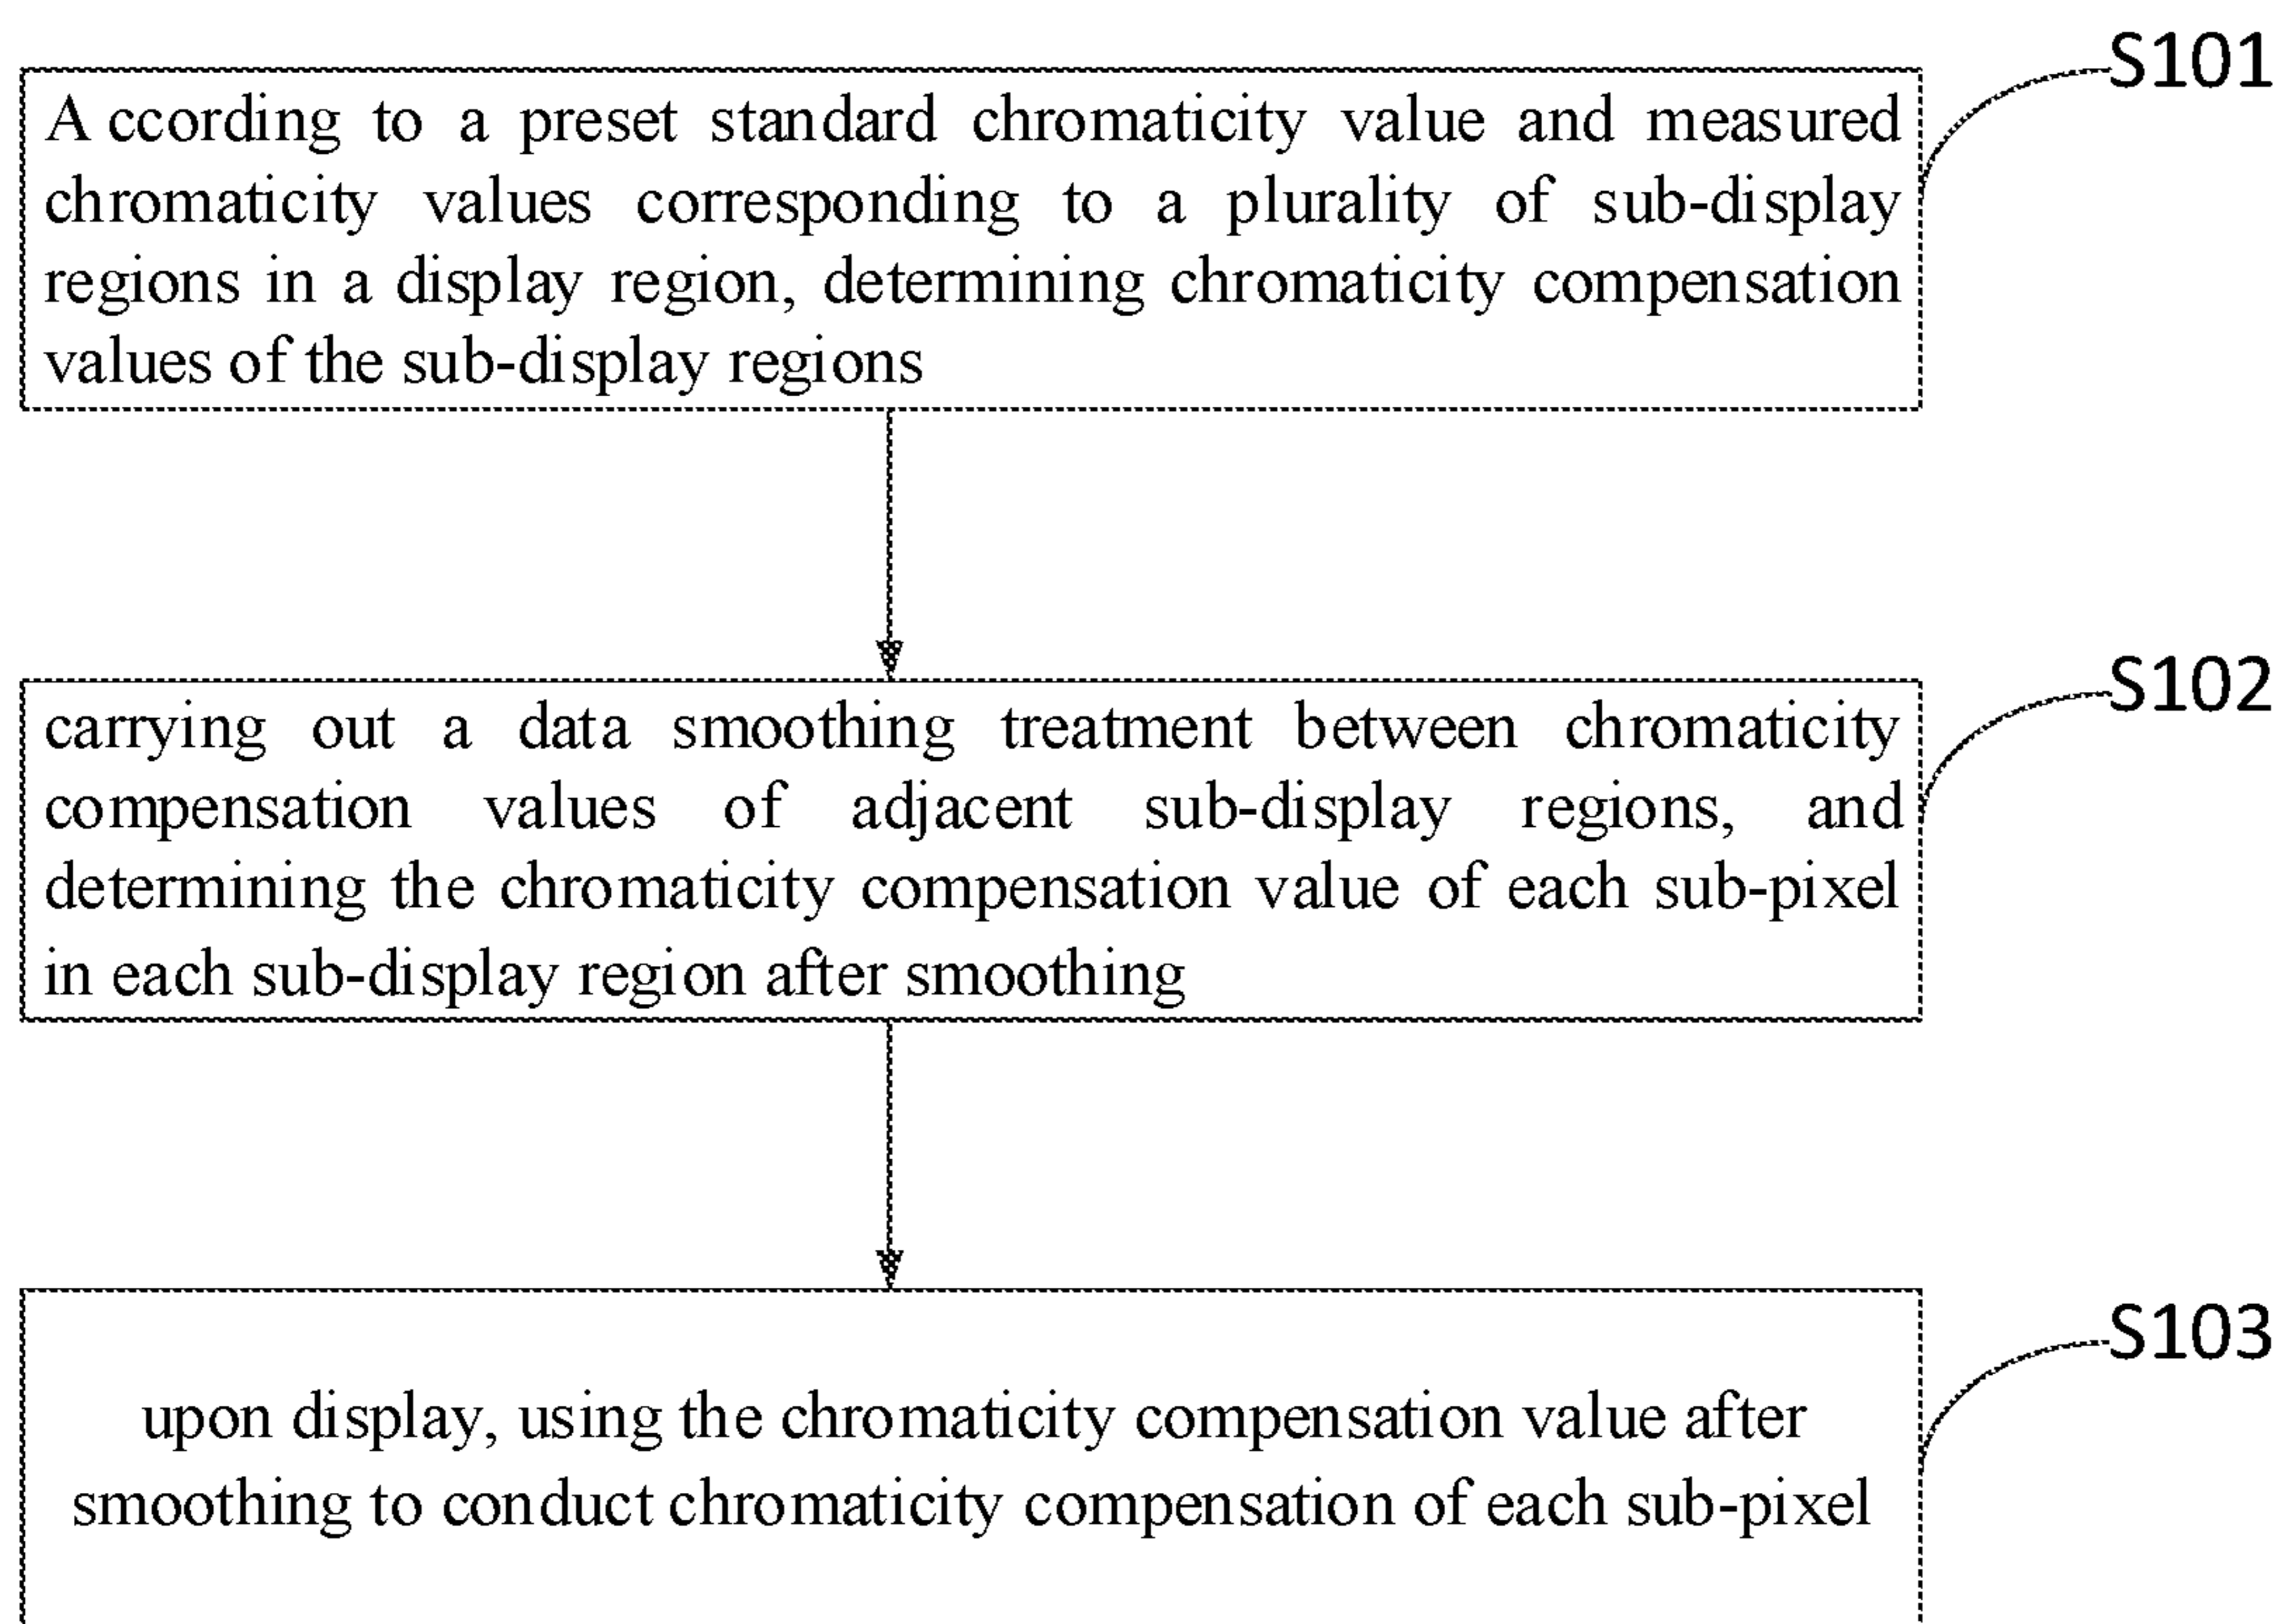 S101
A ccording to a preset standard chromaticity value and measured
chromaticity values corresponding to a plurality of sub-display
regions in a display region, determining chromaticity compensation
values of the sub-display regions
S102
carrying out a data smoothing treatment between chromaticity
compensation values of adjacent sub-display regions, and
determining the chromaticity compensation value of each sub-pixel
in each sub-display region after smoothing
S103
upon display, using the chromaticity compensation value after
smoothing to conduct chromaticity compensation of each sub-pixel